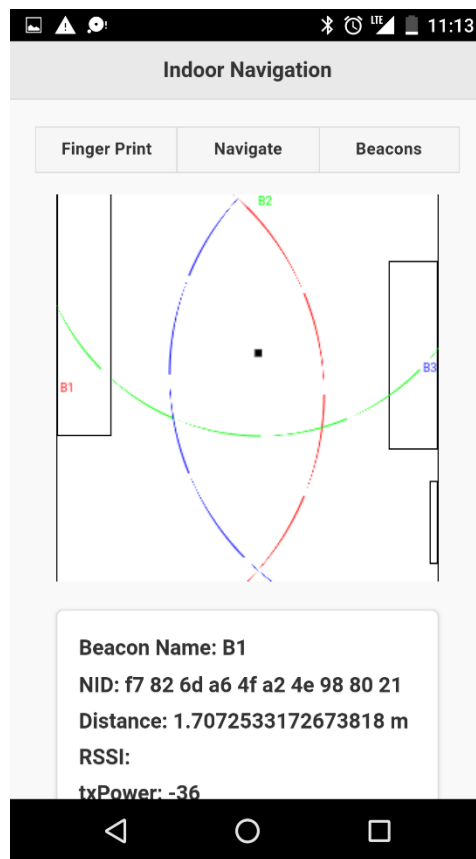 LTE 11:13
Indoor Navigation
Finger Print Navigate Beacons
B2
B3
B1
Beacon Name: B1
NID: f7 82 6d a6 4f a2 4e 98 80 21
Distance: 1.7072533172673818 m
RSSI:
txPower: -36